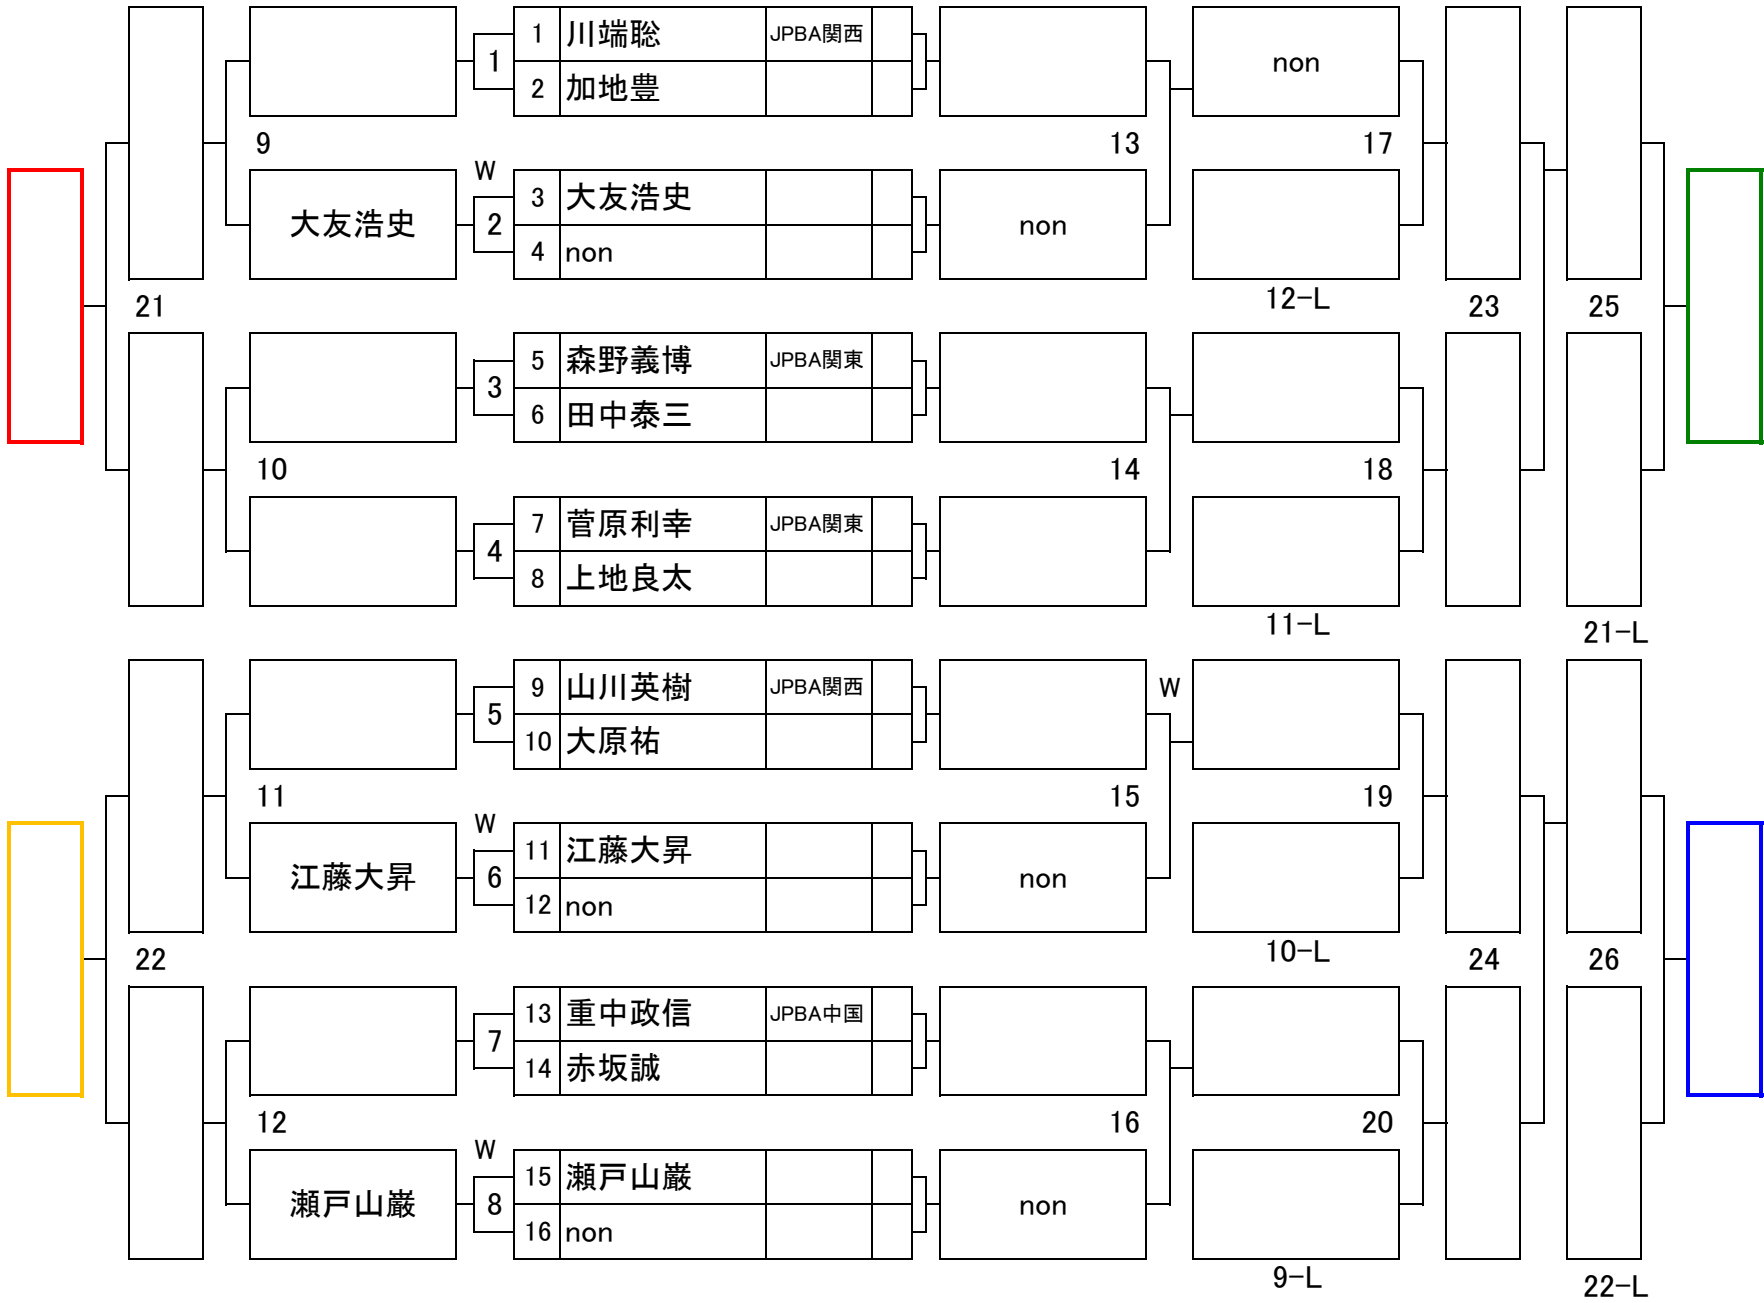 1 川端聡 JPBA関西
1
non
2 加地豊
9
13
17
W
3 大友浩史
大友浩史
2
non
4 non
12-L
21
23
25
5 森野義博 JPBA関東
3
6 田中泰三
10
14
18
7 菅原利幸 JPBA関東
4
8 上地良太
11-L
21-L
9 山川英樹 JPBA関西
W
5
10 大原祐
11
15
19
W
11 江藤大昇
江藤大昇
6
non
12 non
10-L
22
24
26
13 重中政信 JPBA中国
7
14 赤坂誠
12
16
20
W
15 瀬戸山巌
瀬戸山巌
8
non
16 non
9-L
22-L